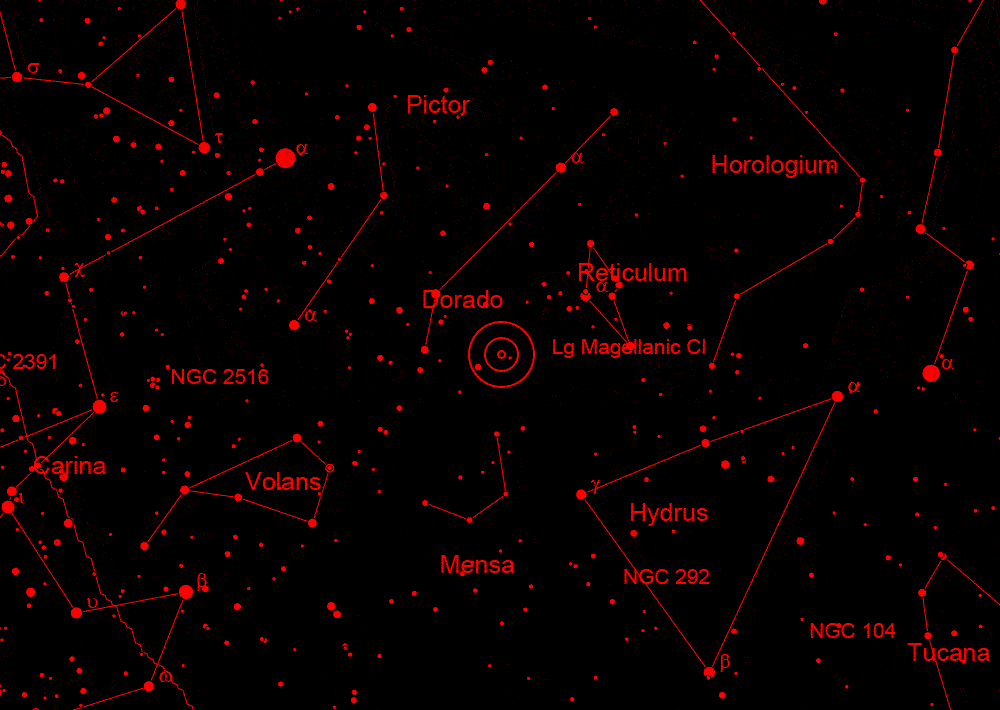 σ
Pictor
τ
α
α
Horologium
χ
Reticulum
α
Dorado
α
C 2391
Lg Magellanic Cl
α
NGC 2516
α
ε
Carina
Volans
γ
ι
Hydrus
Mensa
NGC 292
β
υ
NGC 104
Tucana
β
ω